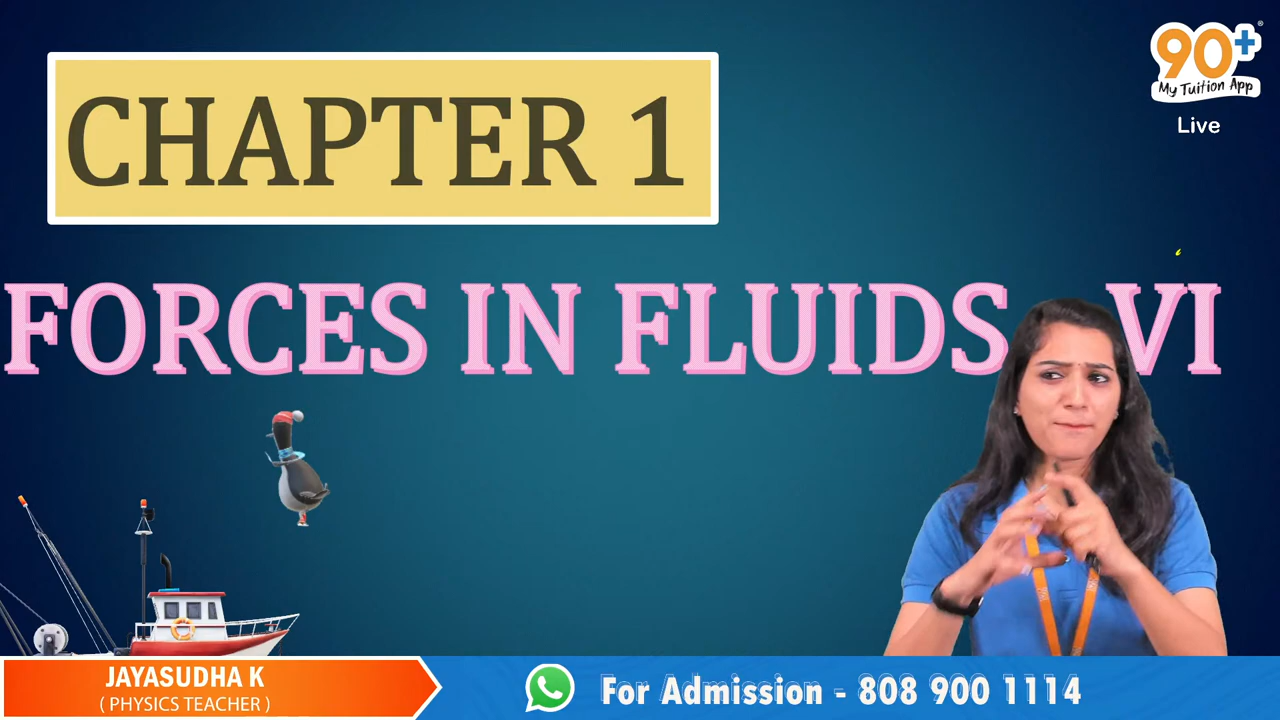 CHAPTER 1
90+
My Tuition App
Live
FORCES IN FLUIDS VI
JAYASUDHA K
( PHYSICS TEACHER )
For Admission - 808 900 1114